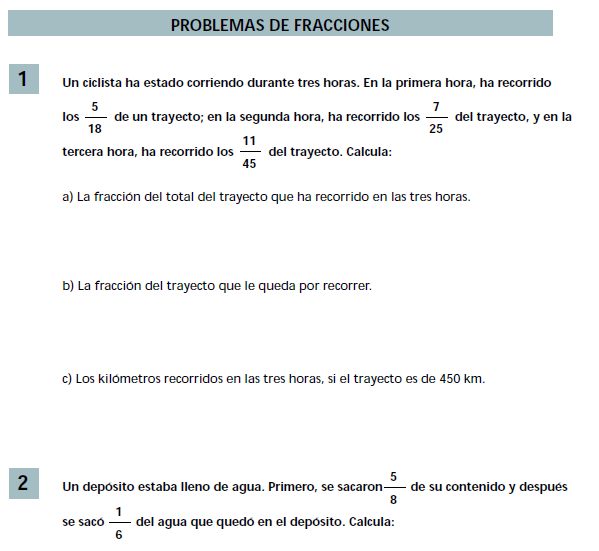 PROBLEMAS DE FRACCIONES
1 Un ciclista ha estado corriendo durante tres horas. En la primera hora, ha recorrido
los 5/18 de un trayecto; en la segunda hora, ha recorrido los 7/25 del trayecto, y en la
tercera hora, ha recorrido los 11/45 del trayecto. Calcula:
a) La fracción del total del trayecto que ha recorrido en las tres horas.
b) La fracción del trayecto que le queda por recorrer.
c) Los kilómetros recorridos en las tres horas, si el trayecto es de 450 km.
2 Un depósito estaba lleno de agua. Primero, se sacaron 5/8 de su contenido y después
se sacó 1/6 del agua que quedó en el depósito. Calcula: